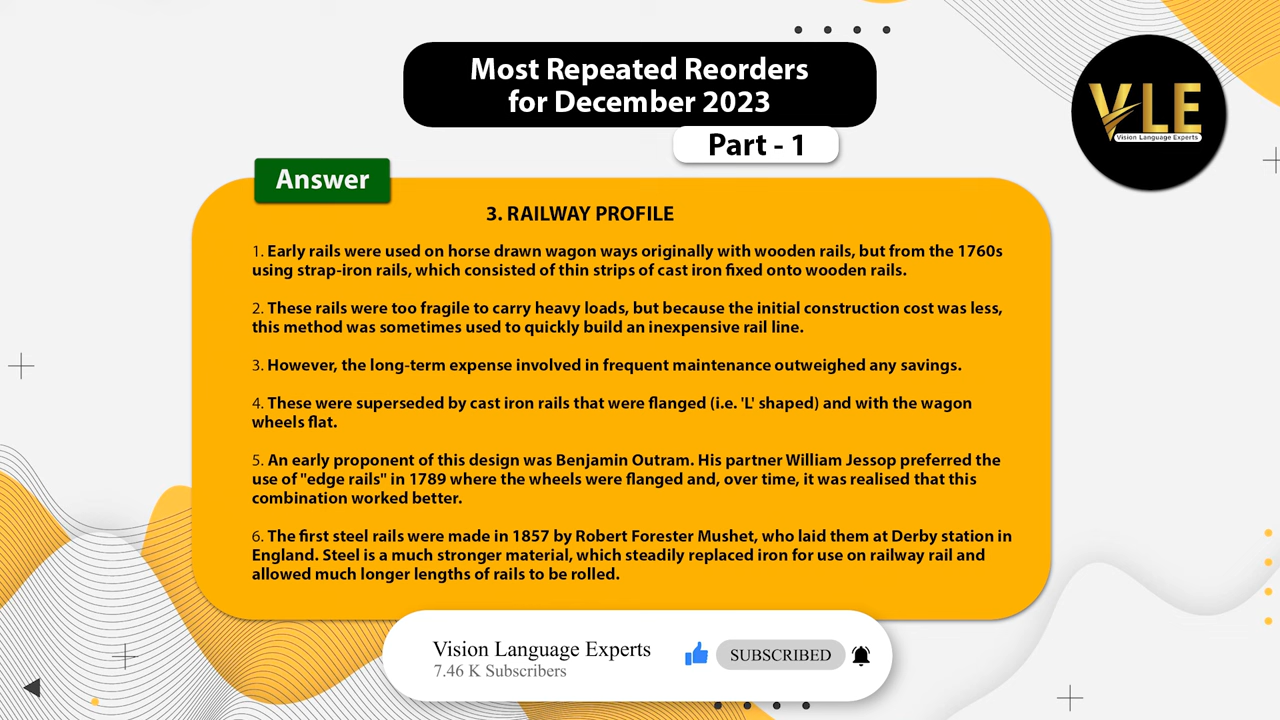 Most Repeated Reorders
for December 2023
Part - 1
VLE
Vision Language Experts
Answer
3. RAILWAY PROFILE
1. Early rails were used on horse drawn wagon ways originally with wooden rails, but from the 1760s
using strap-iron rails, which consisted of thin strips of cast iron fixed onto wooden rails.
2. These rails were too fragile to carry heavy loads, but because the initial construction cost was less,
this method was sometimes used to quickly build an inexpensive rail line.
3. However, the long-term expense involved in frequent maintenance outweighed any savings.
4. These were superseded by cast iron rails that were flanged (i.e. 'L' shaped) and with the wagon
wheels flat.
5. An early proponent of this design was Benjamin Outram. His partner William Jessop preferred the
use of "edge rails" in 1789 where the wheels were flanged and, over time, it was realised that this
combination worked better.
6. The first steel rails were made in 1857 by Robert Forester Mushet, who laid them at Derby station in
England. Steel is a much stronger material, which steadily replaced iron for use on railway rail and
allowed much longer lengths of rails to be rolled.
Vision Language Experts
7.46 K Subscribers
SUBSCRIBED